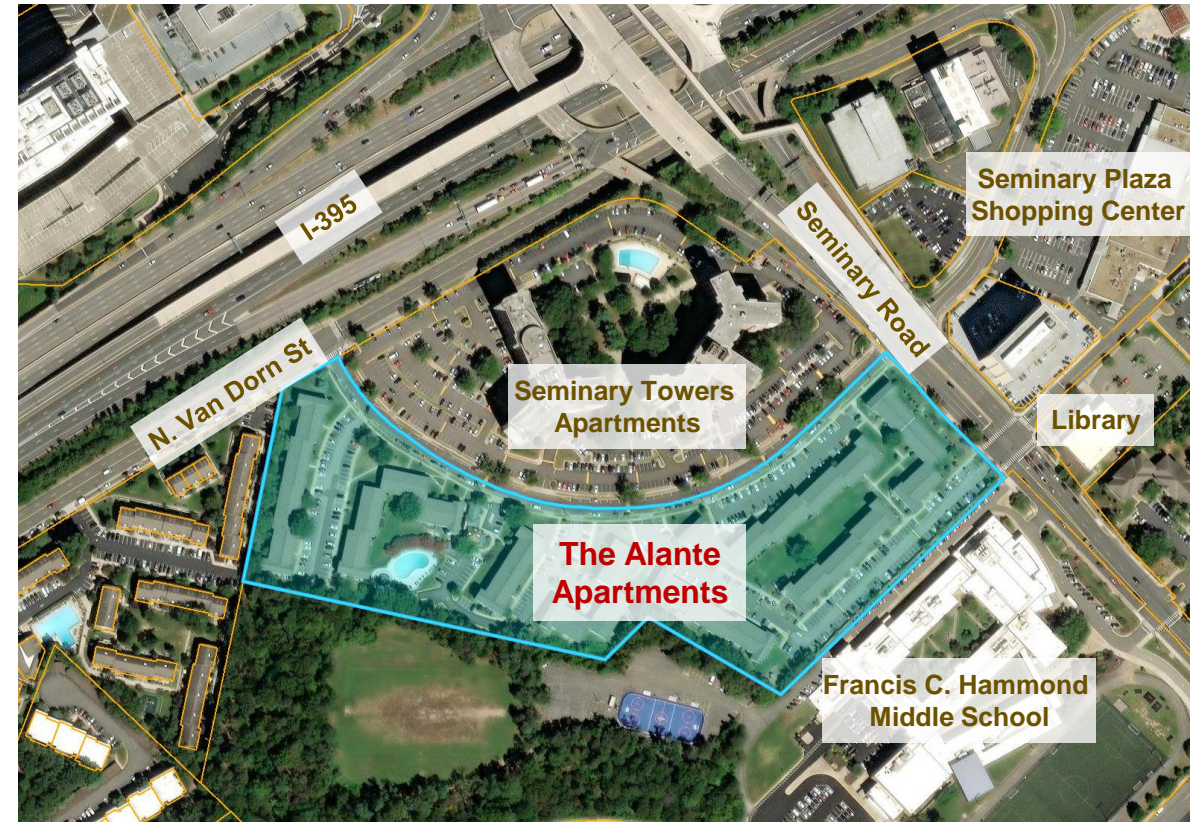 Seminary Plaza
Shopping Center
I-395
Seminary Road
N. Van Dorn St
Seminary Towers
Apartments
Library
The Alante
Apartments
Francis C. Hammond
Middle School